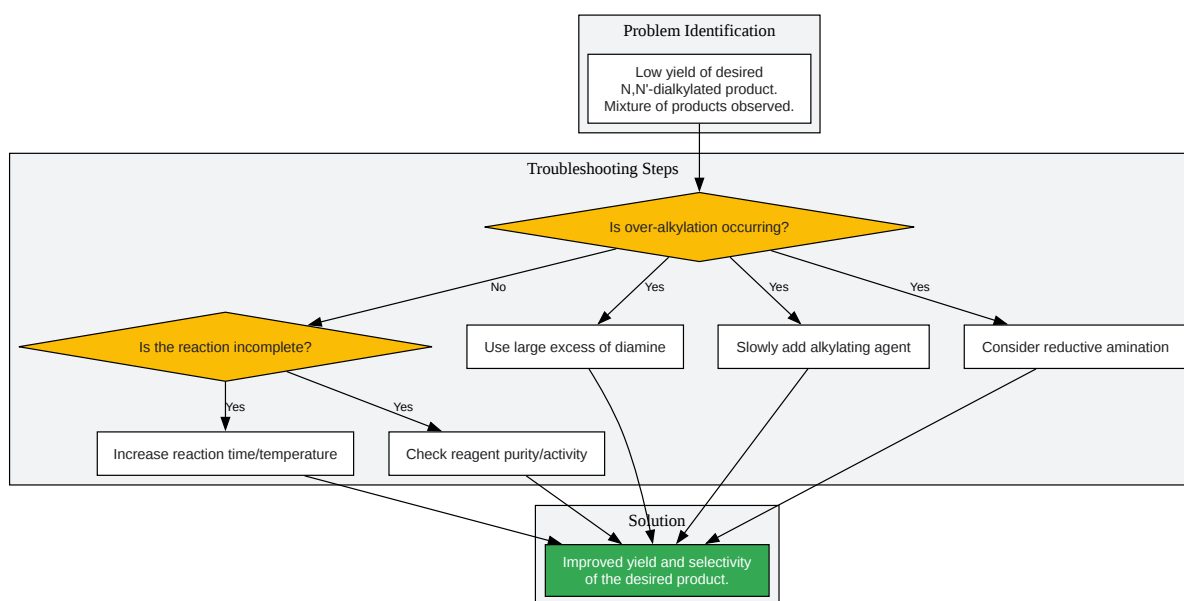 Problem Identification
Low yield of desired
N,N'-dialkylated product.
Mixture of products observed.
Troubleshooting Steps
Is over-alkylation occurring?
No
Yes
Yes
Yes
Is the reaction incomplete?
Use large excess of diamine
Slowly add alkylating agent
Consider reductive amination
Yes
Yes
Increase reaction time/temperature
Check reagent purity/activity
Solution
Improved yield and selectivity
of the desired product.